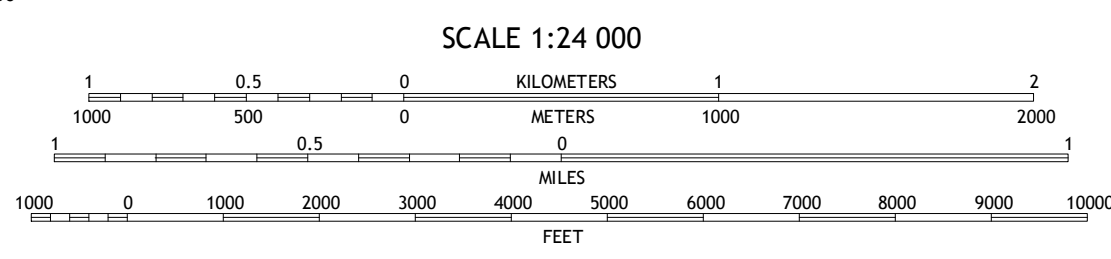 SCALE 1:24 000
1 0.5 0 KILOMETERS 1 2
1000 500 0 METERS 1000 2000
1 0.5 0 1
MILES
1000 0 1000 2000 3000 4000 5000 6000 7000 8000 9000 10000
FEET